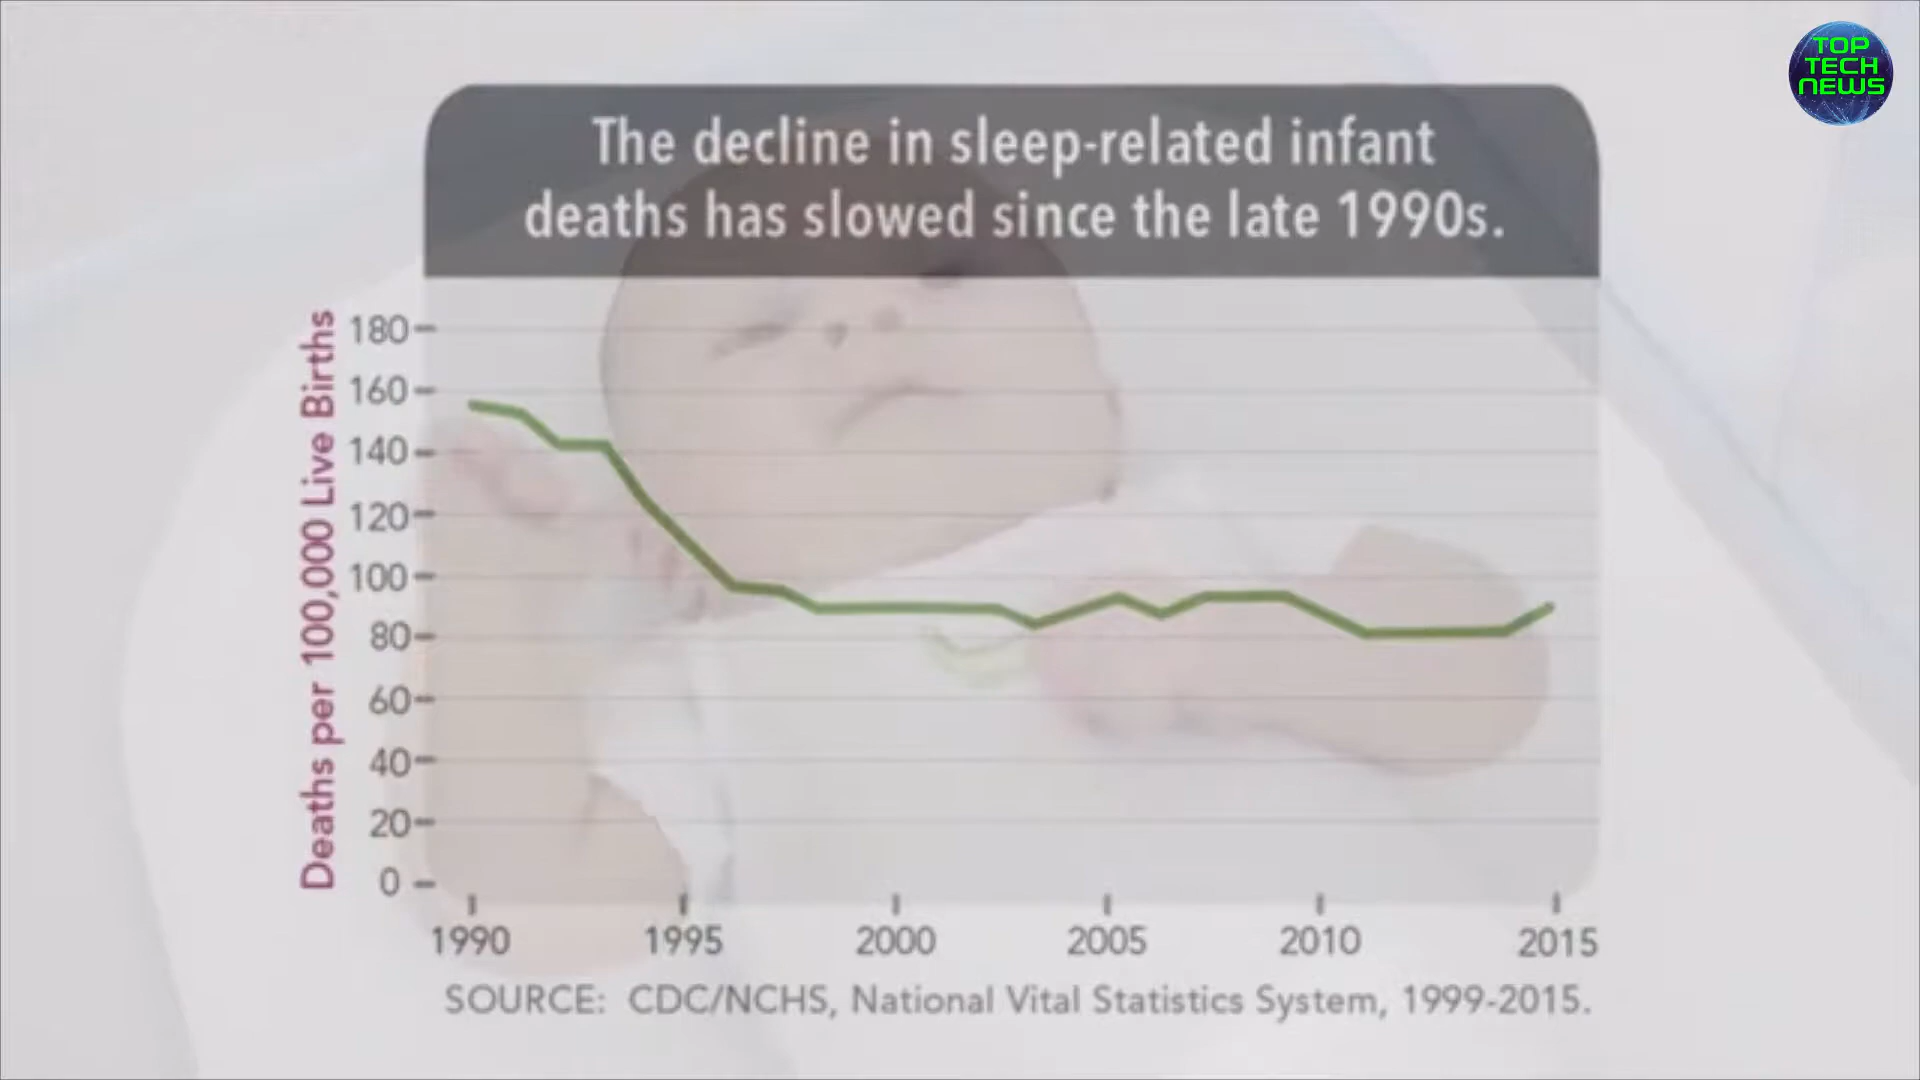 TOP
TECH
NEWS
The decline in sleep-related infant
deaths has slowed since the late 1990s.
Deaths per 100,000 Live Births
180
160
140
120
100
80
60
40
20
0
1990 1995 2000 2005 2010 2015
SOURCE: CDC/NCHS, National Vital Statistics System, 1999-2015.